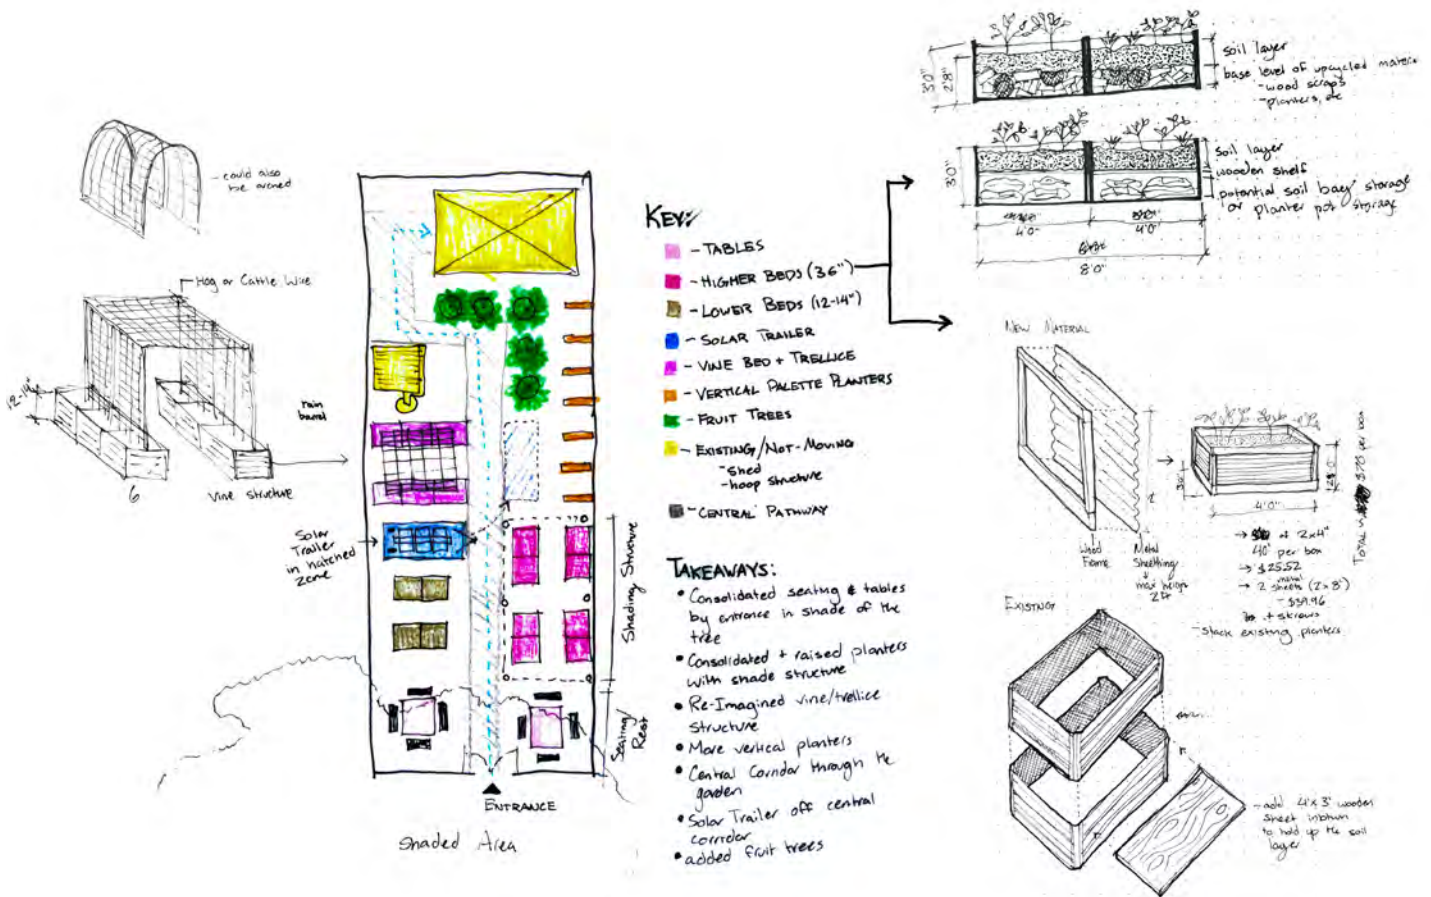 - could also
be arched
Hog or Cattle Wire
12-14"
6
Vine Structure
rain
barrel
Solar
Trailer
in hatched
zone
Shading Structure
Seating/
Rest
ENTRANCE
Shaded Area
KEY:
- TABLES
- HIGHER BEDS (36")
- LOWER BEDS (12-14")
- SOLAR TRAILER
- VINE BED + TRELLICE
- VERTICAL PALETTE PLANTERS
- FRUIT TREES
- EXISTING/NOT-MOVING
- shed
- hoop structure
- CENTRAL PATHWAY
TAKEAWAYS:
• Consolidated seating & tables
by entrance in shade of the
tree
• Consolidated + raised planters
with shade structure
• Re-Imagined vine/trellice
structure
• More vertical planters
• Central Corridor through the
garden
• Solar Trailer off central
corridor
• added fruit trees
3'0"
2'8"
soil layer
base level of upcycled material
- wood scraps
- planters, etc
3'0"
soil layer
wooden shelf
potential soil bag storage
or planter pot storage
4'0"
4'0"
8'0"
NEW MATERIAL
Wood
Frame
Metal
Sheething
max height
2ft
4'0"
→ of 2x4"
40" per box
→ $25.52
→ 2 metal sheets (2x8')
- $39.96
+ screws
- Stack existing planters
per box
EXISTING
- add 4'x3' wooden
sheet inbtwn
to hold up the soil
layer